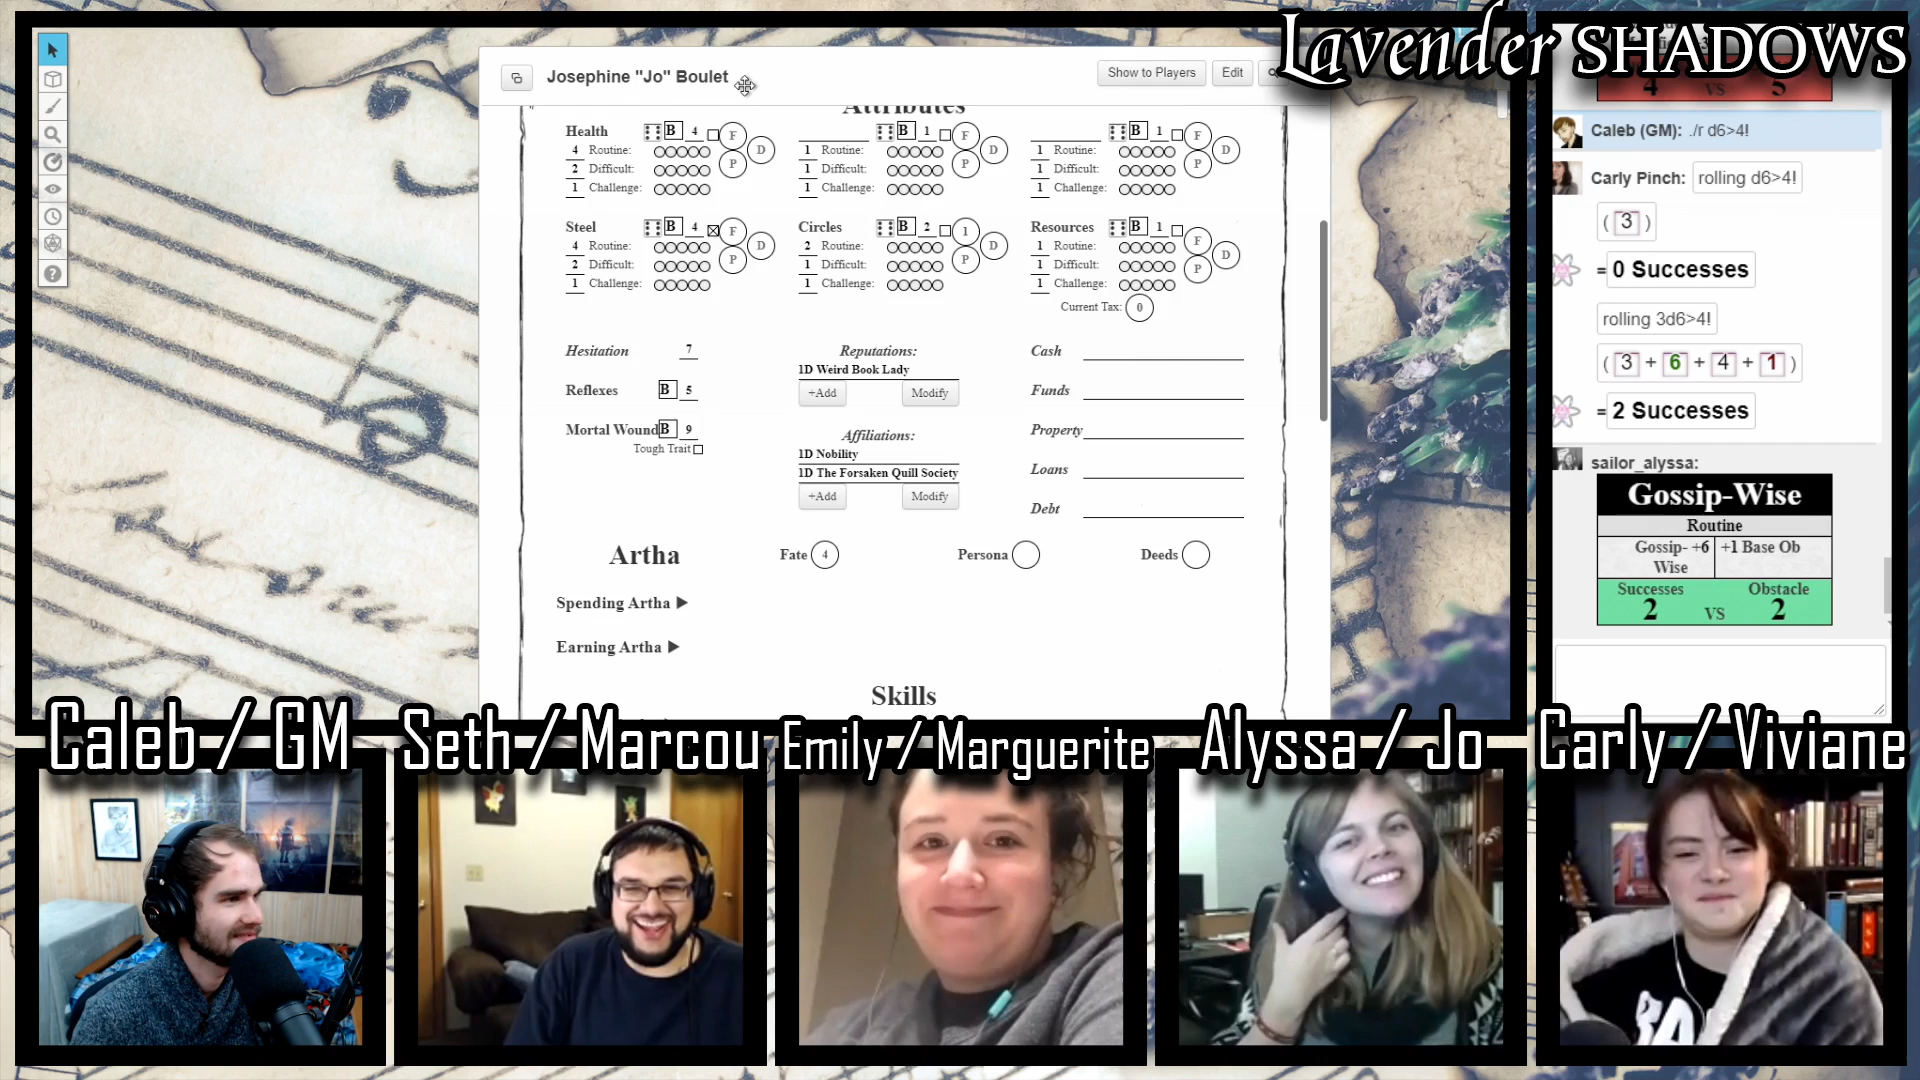 Lavender SHADOWS
Josephine "Jo" Boulet
Show to Players
Edit
Attributes
Health B 4 F D P
4 Routine:
2 Difficult:
1 Challenge:
B 1 F D P
1 Routine:
1 Difficult:
1 Challenge:
B 1 F D P
1 Routine:
1 Difficult:
1 Challenge:
Steel B 4 F D P
4 Routine:
2 Difficult:
1 Challenge:
Circles B 2 1 D P
2 Routine:
1 Difficult:
1 Challenge:
Resources B 1 F D P
1 Routine:
1 Difficult:
1 Challenge:
Current Tax: 0
Hesitation 7
Reflexes B 5
Mortal Wound B 9
Tough Trait
Reputations:
1D Weird Book Lady
+Add Modify
Affiliations:
1D Nobility
1D The Forsaken Quill Society
+Add Modify
Cash
Funds
Property
Loans
Debt
Artha
Fate 4
Persona
Deeds
Spending Artha ▶
Earning Artha ▶
Skills
4 VS 5
Caleb (GM): ./r d6>4!
Carly Pinch: rolling d6>4!
( 3 )
= 0 Successes
rolling 3d6>4!
( 3 + 6 + 4 + 1 )
= 2 Successes
sailor_alyssa:
Gossip-Wise
Routine
Gossip-Wise +6
+1 Base Ob
Successes Obstacle
2 VS 2
Caleb / GM
Seth / Marcou
Emily / Marguerite
Alyssa / Jo
Carly / Viviane